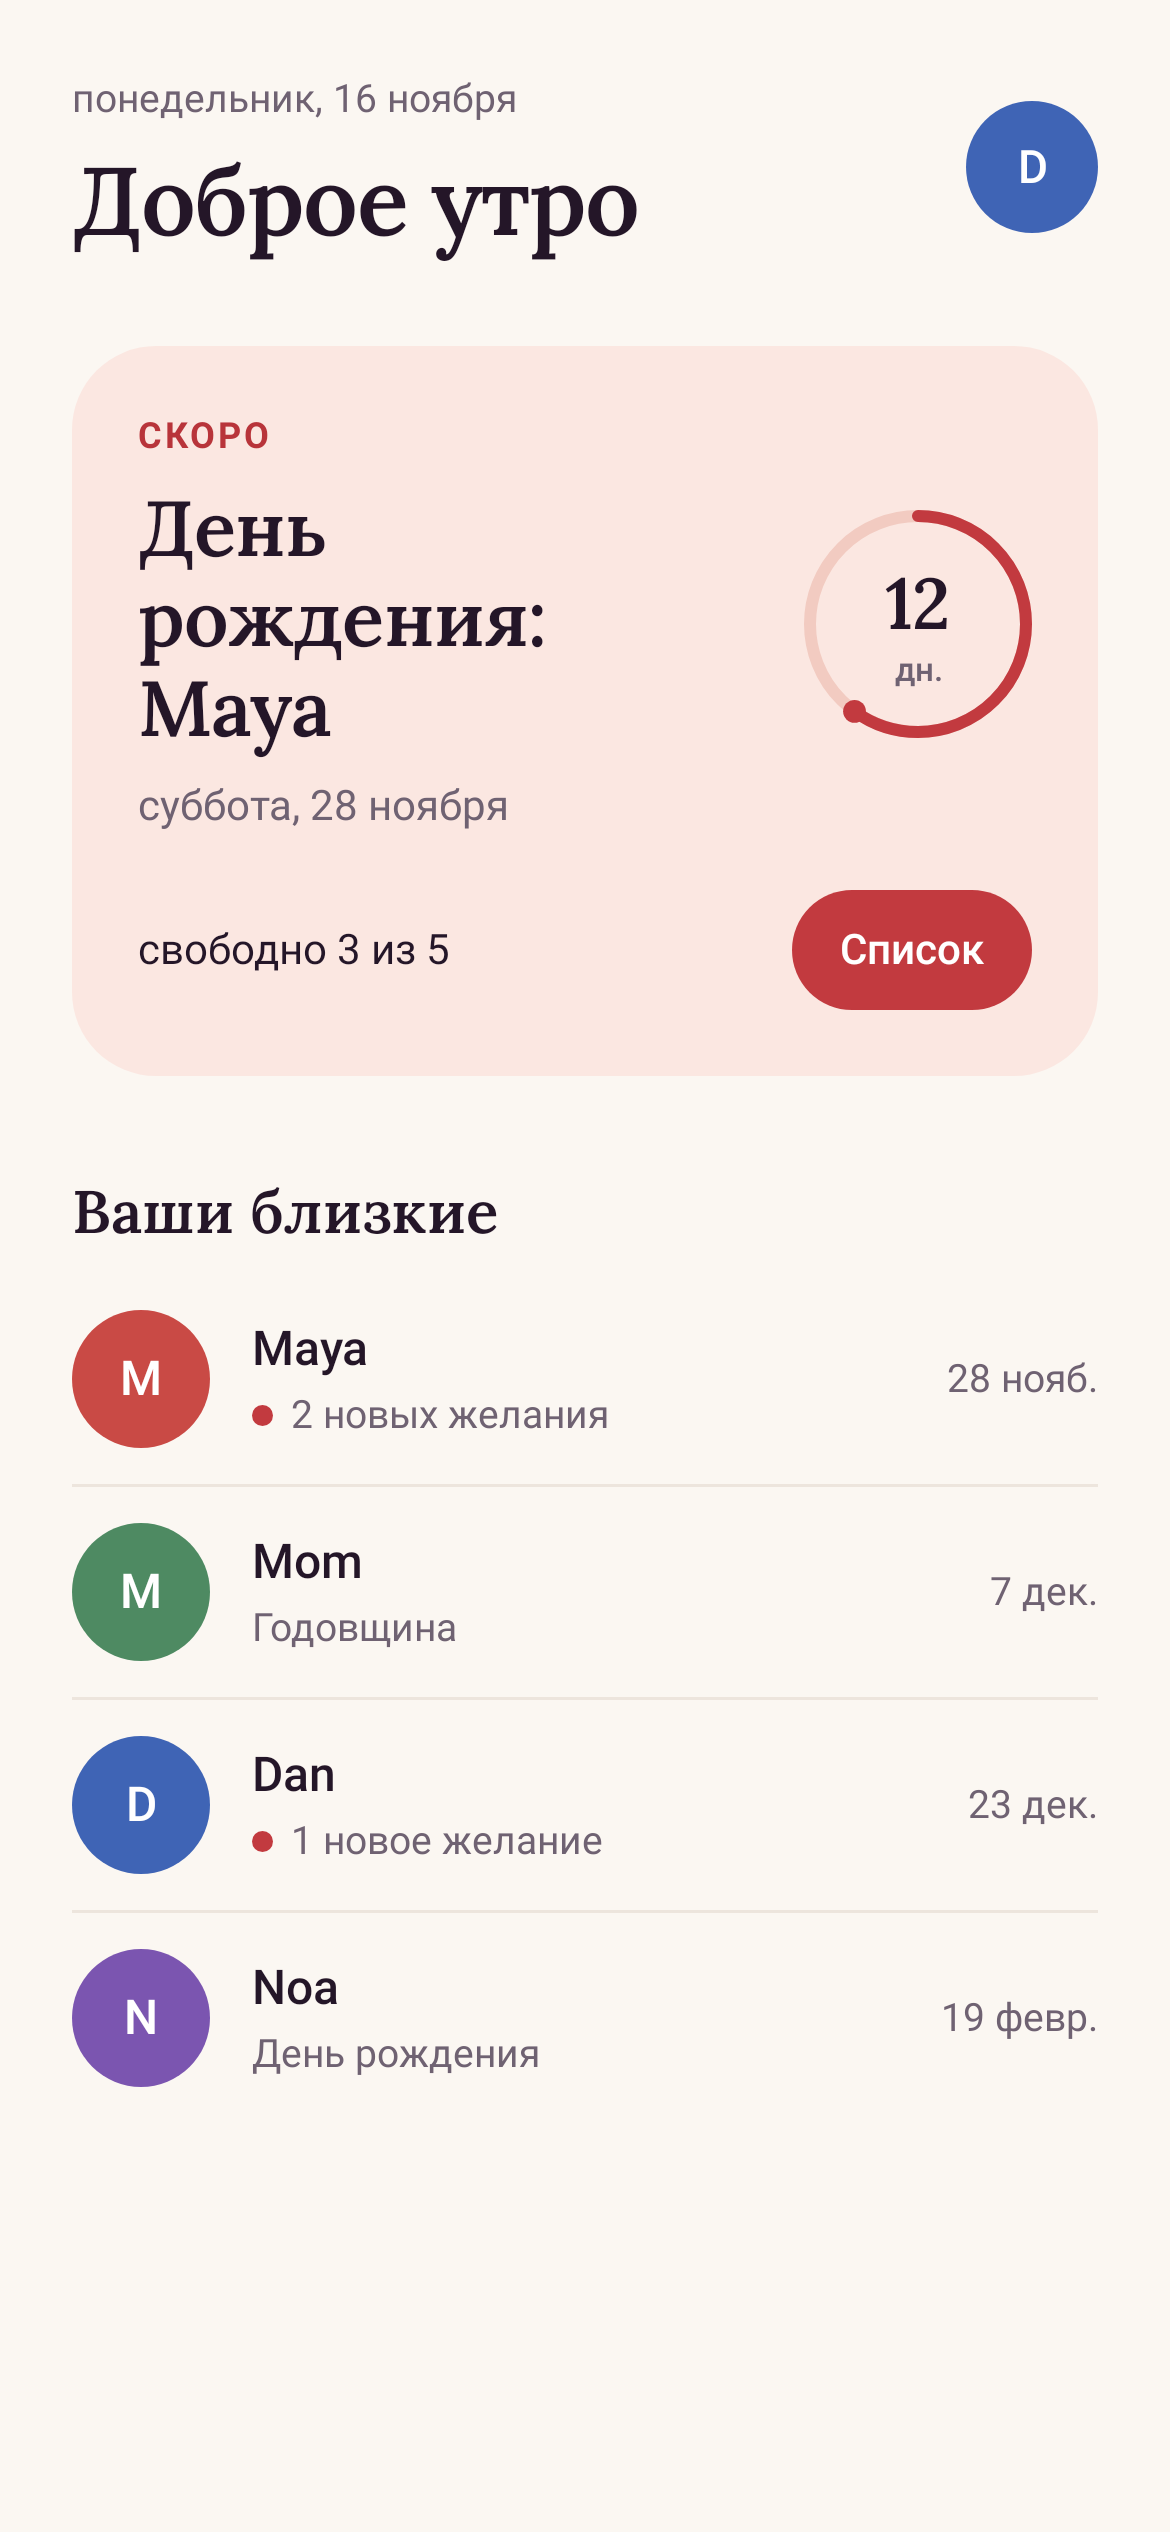 понедельник, 16 ноября
Доброе утро
D
СКОРО
День
рождения:
Maya
12
дн.
суббота, 28 ноября
свободно 3 из 5
Список
Ваши близкие
M
Maya
2 новых желания
28 нояб.
M
Mom
Годовщина
7 дек.
D
Dan
1 новое желание
23 дек.
N
Noa
День рождения
19 февр.